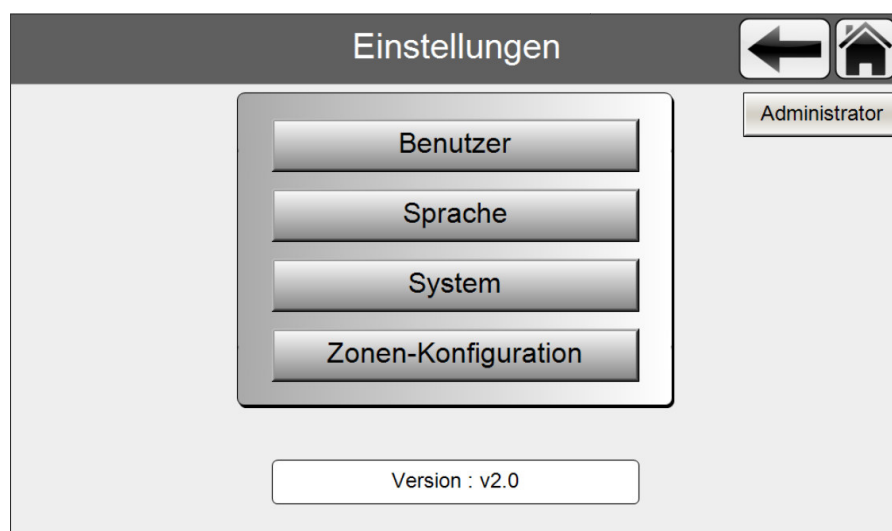 Einstellungen
Administrator
Benutzer
Sprache
System
Zonen-Konfiguration
Version : v2.0